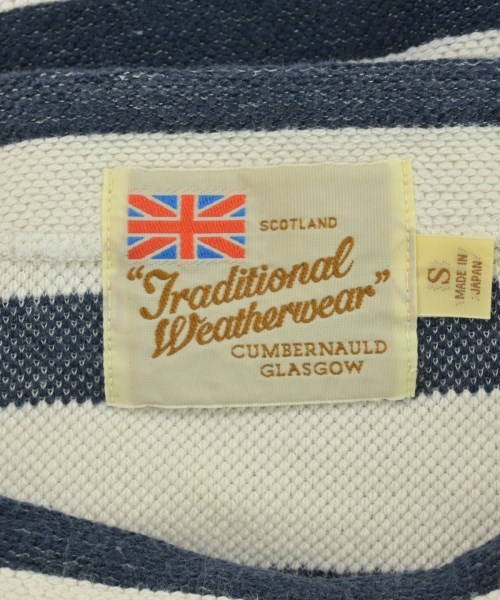 SCOTLAND
"Traditional
Weatherwear"
CUMBERNAULD
GLASGOW
S
MADE IN
JAPAN